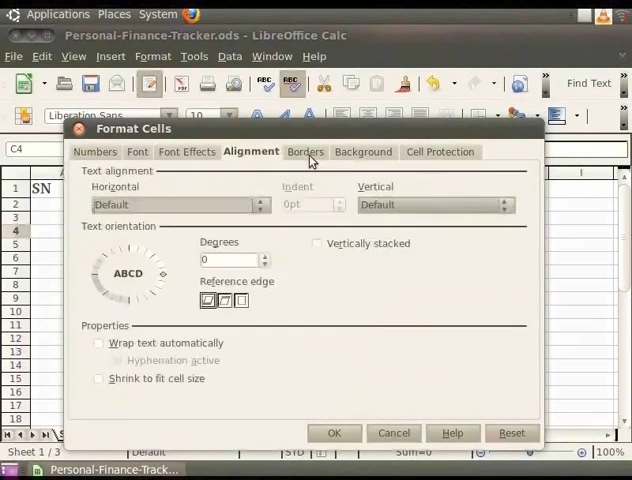 Applications Places System
Personal-Finance-Tracker.ods - LibreOffice Calc
File Edit View Insert Format Tools Data Window Help
Find Text
Liberation Sans 10
C4
Format Cells
Numbers Font Font Effects Alignment Borders Background Cell Protection
Text alignment
Horizontal Indent Vertical
Default 0pt Default
Text orientation
Degrees
ABCD 0 Vertically stacked
Reference edge
Properties
Wrap text automatically
Hyphenation active
Shrink to fit cell size
OK Cancel Help Reset
I
1 SN
2
3
4
5
6
7
8
9
10
11
12
13
14
15
16
17
18
Sheet 1 / 3 Default STD Sum=0 100%
Personal-Finance-Track...